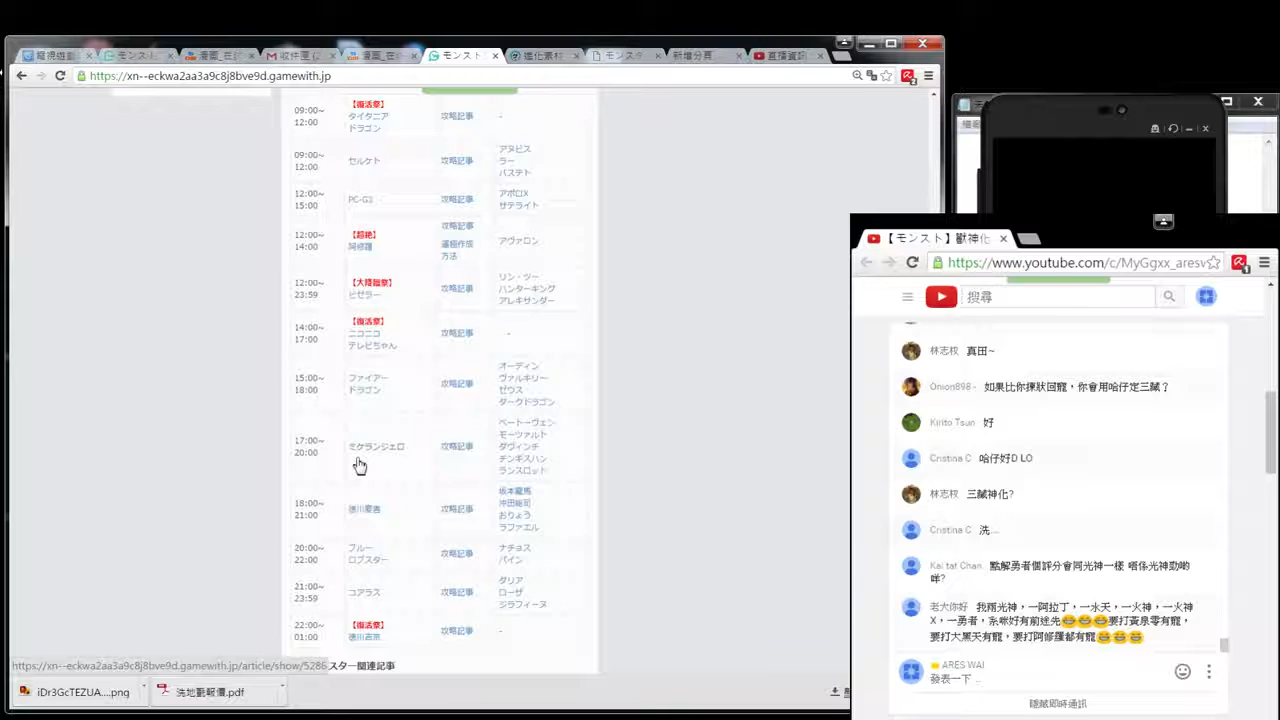 https://xn--eckwa2aa3a9c8j8bve9d.gamewith.jp
09:00~
12:00
【復活祭】
タイタニア
ドラゴン
攻略記事
-
09:00~
12:00
セルケト
攻略記事
アヌビス
ラー
バステト
12:00~
15:00
PC-G3
攻略記事
アポロX
サテライト
12:00~
14:00
【超絶】
阿修羅
攻略記事
運極作成
方法
アヴァロン
12:00~
23:59
ビゼラー
攻略記事
リン・ツー
ハンターキング
アレキサンダー
14:00~
17:00
【復活祭】
ニコニコ
テレビちゃん
攻略記事
-
15:00~
18:00
ファイアー
ドラゴン
攻略記事
オーディン
ヴァルキリー
ゼウス
ダークドラゴン
17:00~
20:00
ミケランジェロ
攻略記事
ベートーヴェン
モーツァルト
ダヴィンチ
チンギスハン
ランスロット
18:00~
21:00
徳川慶喜
攻略記事
坂本龍馬
沖田総司
おりょう
ラファエル
20:00~
22:00
ブルー
ロブスター
攻略記事
ナチョス
パイン
21:00~
23:59
コアラス
攻略記事
ダリア
ローザ
ジラフィーヌ
22:00~
01:00
【復活祭】
攻略記事
-
https://xn--eckwa2aa3a9c8j8bve9d.gamewith.jp/article/show/5286
スター関連記事
iDr3GcTEZUA....png
洗地氈報價.pdf
【モンスト】獸神化
https://www.youtube.com/c/MyGgxx_aresv
搜尋
林志权 真田~
Onion898 - 如果比你揀狀回寵，你會用哈仔定三藏？
Kirito Tsun 好
Cristina C 哈仔好D LO
林志权 三藏神化?
Cristina C 洗...
Kai tat Chan. 點解勇者個評分會同光神一樣 唔係光神勁啲
咩?
老大你好 我兩光神，一阿拉丁，一水天，一火神，一火神
X，一勇者，系咪好有前途先😂😂😂要打黃泉零有寵，
要打大黑天有寵，要打阿修羅都有寵😂😂😂
ARES WAI
發表一下 ...
隱藏即時通訊